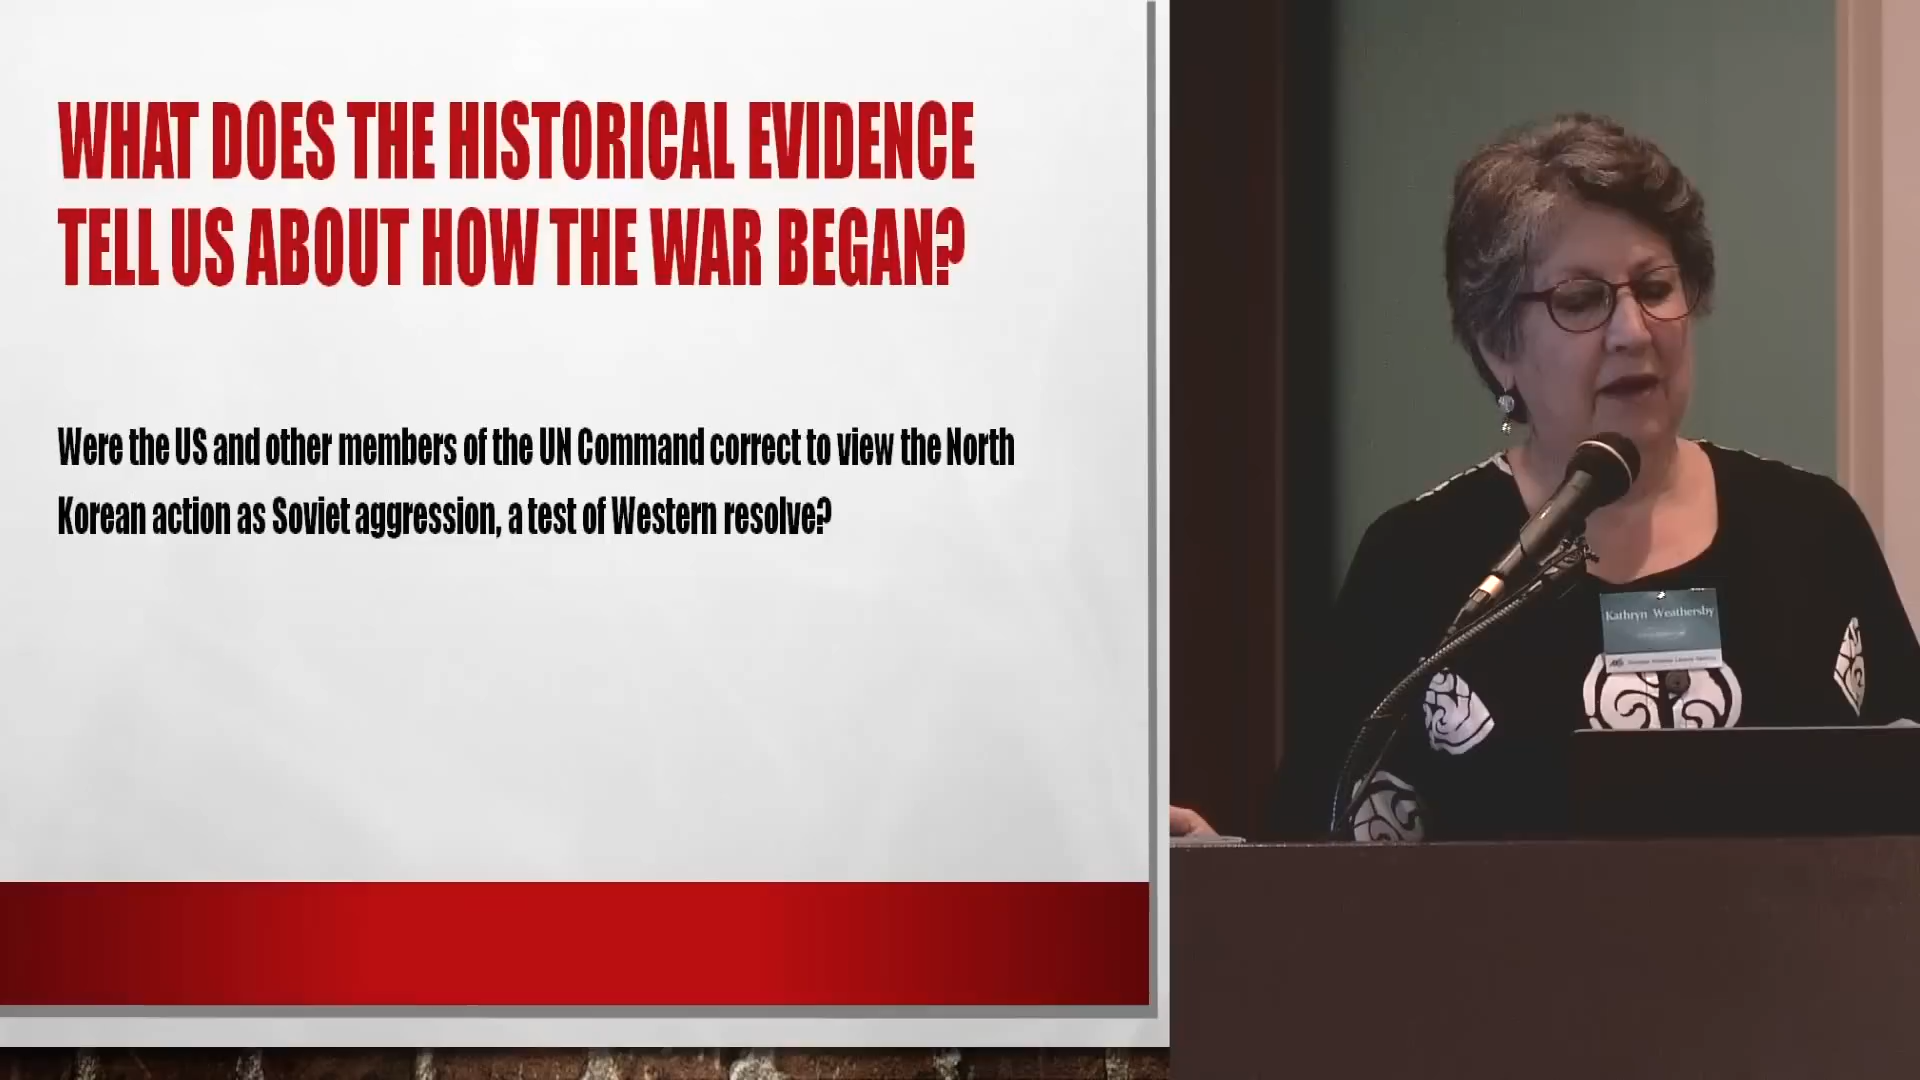 WHAT DOES THE HISTORICAL EVIDENCE
TELL US ABOUT HOW THE WAR BEGAN?
Were the US and other members of the UN Command correct to view the North
Korean action as Soviet aggression, a test of Western resolve?
Kathryn Weathersby